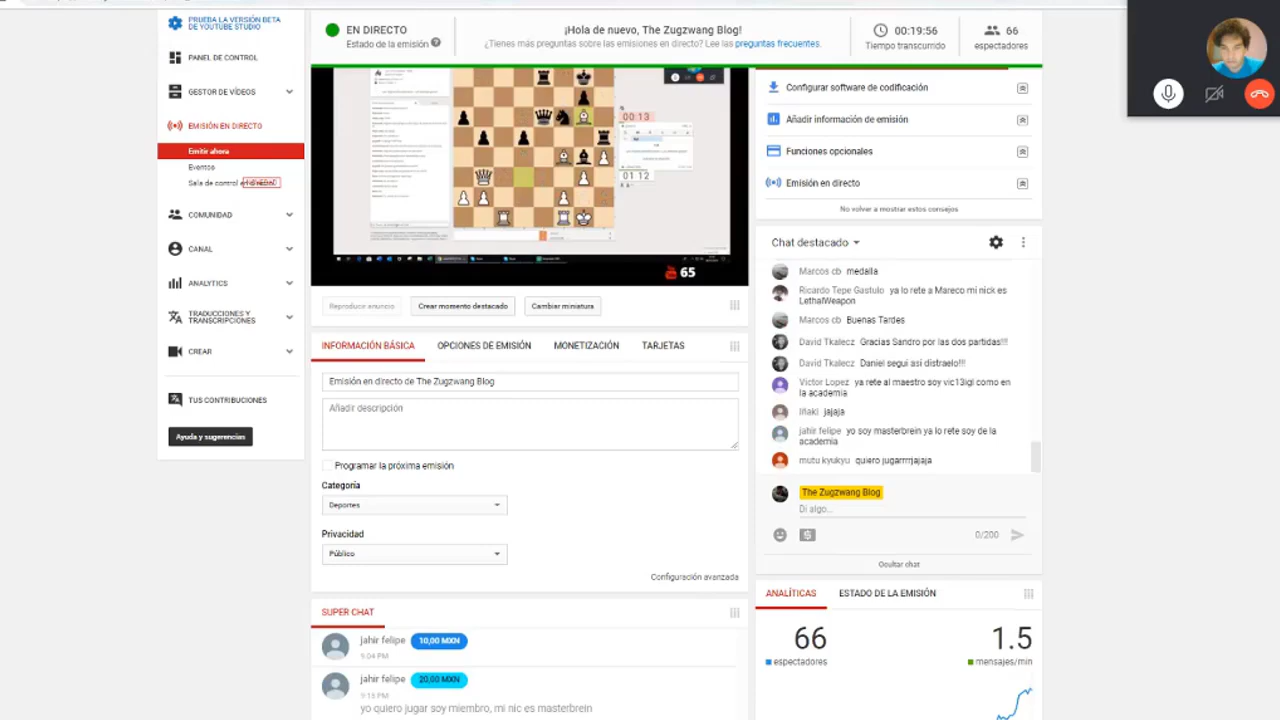 PRUEBA LA VERSIÓN BETA
DE YOUTUBE STUDIO
PANEL DE CONTROL
GESTOR DE VÍDEOS
EMISIÓN EN DIRECTO
Emitir ahora
Eventos
Sala de control en directo
COMUNIDAD
CANAL
ANALYTICS
TRADUCCIONES Y
TRANSCRIPCIONES
CREAR
TUS CONTRIBUCIONES
Ayuda y sugerencias
EN DIRECTO
Estado de la emisión
¡Hola de nuevo, The Zugzwang Blog!
¿Tienes más preguntas sobre las emisiones en directo? Lee las preguntas frecuentes.
00:19:56
Tiempo transcurrido
66
espectadores
00:13
01:12
65
Reproduce anuncio
Crear momento destacado
Cambiar miniatura
INFORMACIÓN BÁSICA
OPCIONES DE EMISIÓN
MONETIZACIÓN
TARJETAS
Emisión en directo de The Zugzwang Blog
Añadir descripción
Programar la próxima emisión
Categoría
Deportes
Privacidad
Público
Configuración avanzada
SUPER CHAT
jahir felipe 10,00 MXN
9:04 PM
jahir felipe 20,00 MXN
9:15 PM
yo quiero jugar soy miembro, mi nic es masterbrein
Configurar software de codificación
Añadir información de emisión
Funciones opcionales
Emisión en directo
No volver a mostrar estos consejos
Chat destacado
Marcos cb medalla
Ricardo Tepe Gastulo ya lo rete a Mareco mi nick es
LethalWeapon
Marcos cb Buenas Tardes
David Tkalecz Gracias Sandro por las dos partidas!!!
David Tkalecz Daniel segui asi distraelo!!!
Victor Lopez ya rete al maestro soy vic13igl como en
la academia
Iñaki jajaja
jahir felipe yo soy masterbrein ya lo rete soy de la
academia
mutu kyukyu quiero jugarrrrjajaja
The Zugzwang Blog
Di algo...
0/200
Ocultar chat
ANALÍTICAS
ESTADO DE LA EMISIÓN
66
espectadores
1.5
mensajes/min